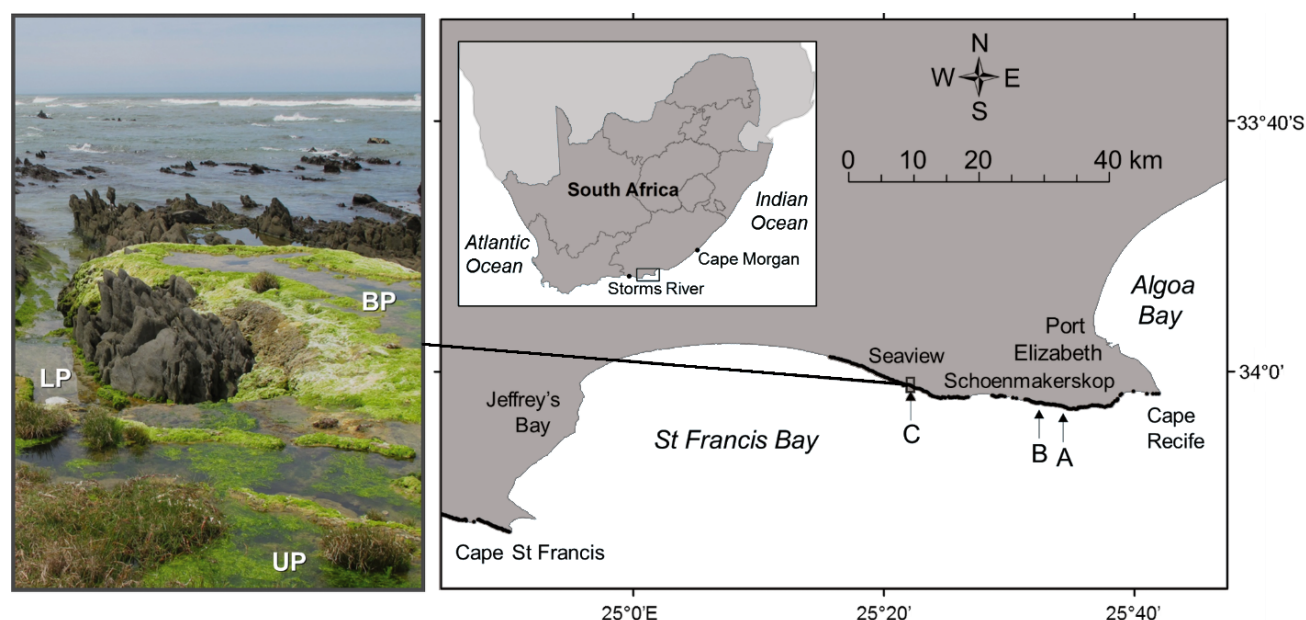 BP
LP
UP
N
W E
S
0 10 20 40 km
South Africa
Indian
Ocean
Atlantic
Ocean
Cape Morgan
Storms River
33°40'S
Algoa
Bay
Port
Elizabeth
Seaview
Schoenmakerskop
34°0'
Jeffrey's
Bay
St Francis Bay
C
B
A
Cape
Recife
Cape St Francis
25°0'E
25°20'
25°40'